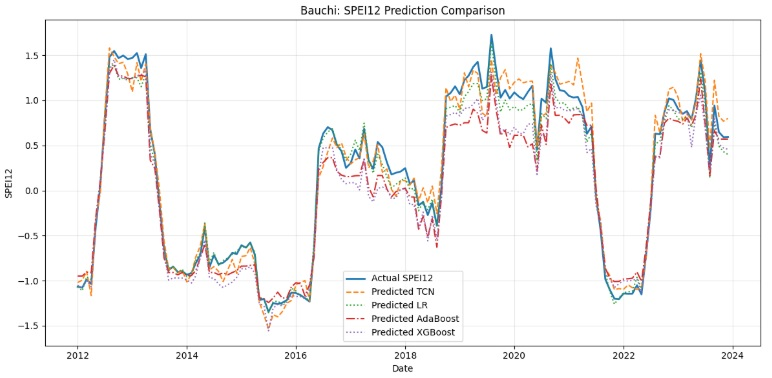 Bauchi: SPEI12 Prediction Comparison
SPEI12
1.5
1.0
0.5
0.0
−0.5
−1.0
−1.5
Actual SPEI12
Predicted TCN
Predicted LR
Predicted AdaBoost
Predicted XGBoost
2012
2014
2016
2018
2020
2022
2024
Date